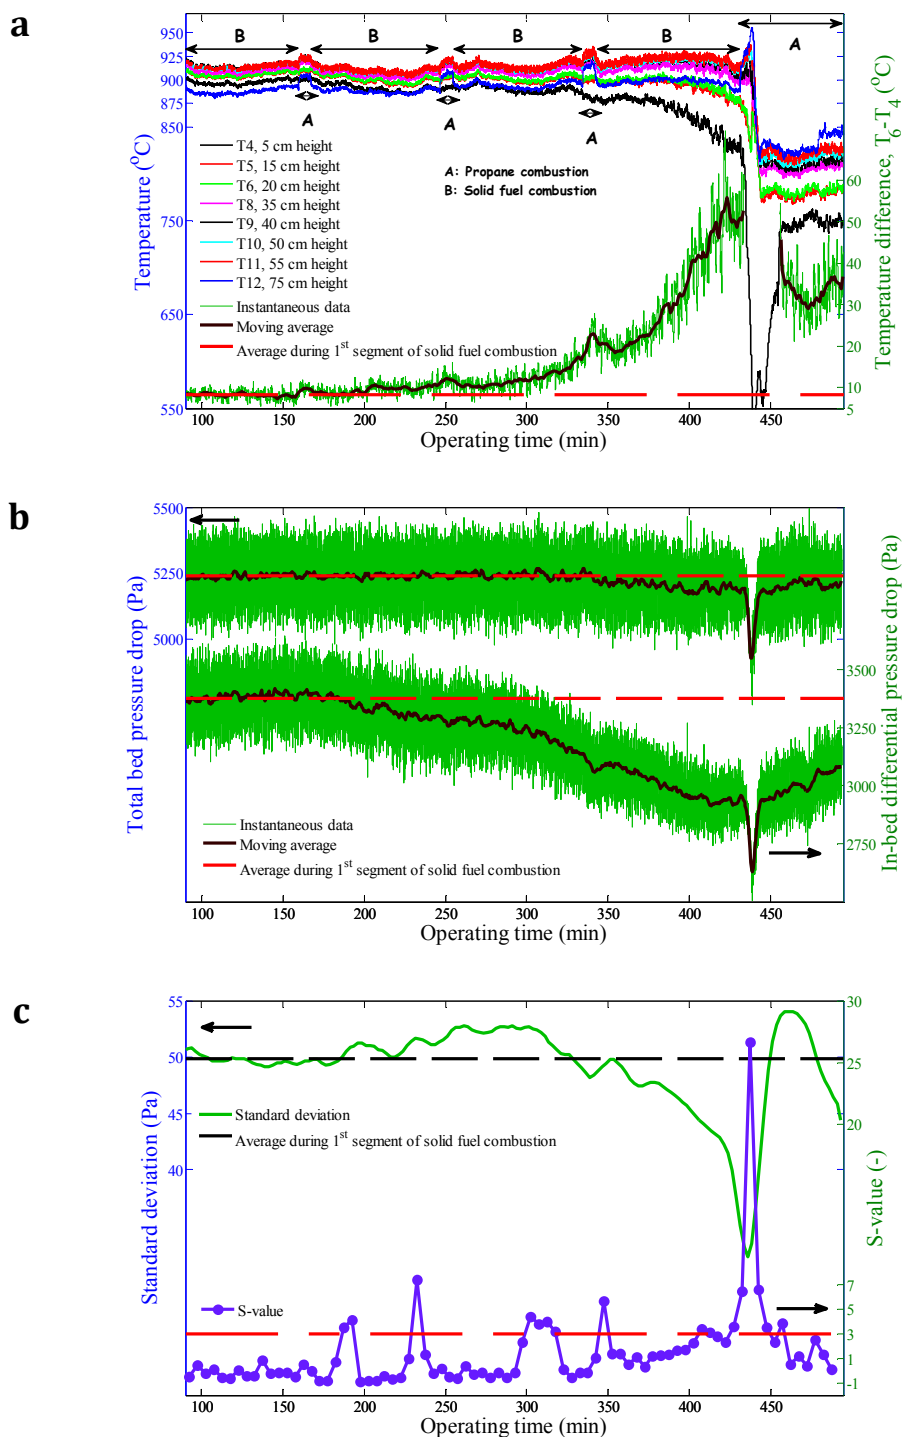 a
950
925
900
875
850
750
650
550
B
B
B
B
A
A
A
A
A: Propane combustion
B: Solid fuel combustion
T4, 5 cm height
T5, 15 cm height
T6, 20 cm height
T8, 35 cm height
T9, 40 cm height
T10, 50 cm height
T11, 55 cm height
T12, 75 cm height
Instantaneous data
Moving average
Average during 1st segment of solid fuel combustion
Temperature (°C)
60
50
40
30
20
10
5
Temperature difference, T6-T4 (°C)
100 150 200 250 300 350 400 450
Operating time (min)
b
5500
5250
5000
Total bed pressure drop (Pa)
3500
3250
3000
2750
In-bed differential pressure drop (Pa)
Instantaneous data
Moving average
Average during 1st segment of solid fuel combustion
100 150 200 250 300 350 400 450
Operating time (min)
c
55
50
45
40
Standard deviation (Pa)
30
25
20
7
5
3
1
-1
S-value (-)
Standard deviation
Average during 1st segment of solid fuel combustion
S-value
100 150 200 250 300 350 400 450
Operating time (min)